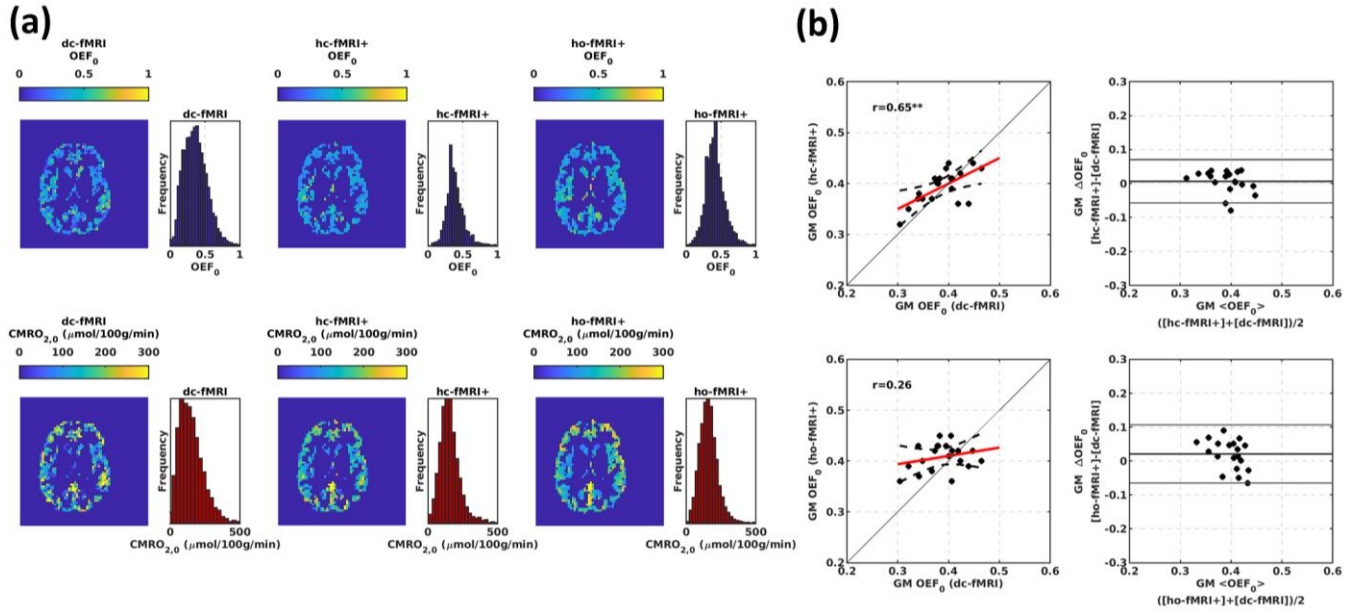 (a)
dc-fMRI
OEF0
0 0.5 1
dc-fMRI
Frequency
0 0.5 1
OEF0
hc-fMRI+
OEF0
0 0.5 1
hc-fMRI+
Frequency
0 0.5 1
OEF0
ho-fMRI+
OEF0
0 0.5 1
ho-fMRI+
Frequency
0 0.5 1
OEF0
dc-fMRI
CMRO2,0 (μmol/100g/min)
0 100 200 300
dc-fMRI
Frequency
0 500
CMRO2,0 (μmol/100g/min)
hc-fMRI+
CMRO2,0 (μmol/100g/min)
0 100 200 300
hc-fMRI+
Frequency
0 500
CMRO2,0 (μmol/100g/min)
ho-fMRI+
CMRO2,0 (μmol/100g/min)
0 100 200 300
ho-fMRI+
Frequency
0 500
CMRO2,0 (μmol/100g/min)
(b)
r=0.65**
GM OEF0 (hc-fMRI+)
0.6
0.5
0.4
0.3
0.2
0.2 0.3 0.4 0.5 0.6
GM OEF0 (dc-fMRI)
GM ΔOEF0
[hc-fMRI+]-[dc-fMRI]
0.3
0.2
0.1
0
-0.1
-0.2
-0.3
0.2 0.3 0.4 0.5 0.6
GM <OEF0>
([hc-fMRI+]+[dc-fMRI])/2
r=0.26
GM OEF0 (ho-fMRI+)
0.6
0.5
0.4
0.3
0.2
0.2 0.3 0.4 0.5 0.6
GM OEF0 (dc-fMRI)
GM ΔOEF0
[ho-fMRI+]-[dc-fMRI]
0.3
0.2
0.1
0
-0.1
-0.2
-0.3
0.2 0.3 0.4 0.5 0.6
GM <OEF0>
([ho-fMRI+]+[dc-fMRI])/2